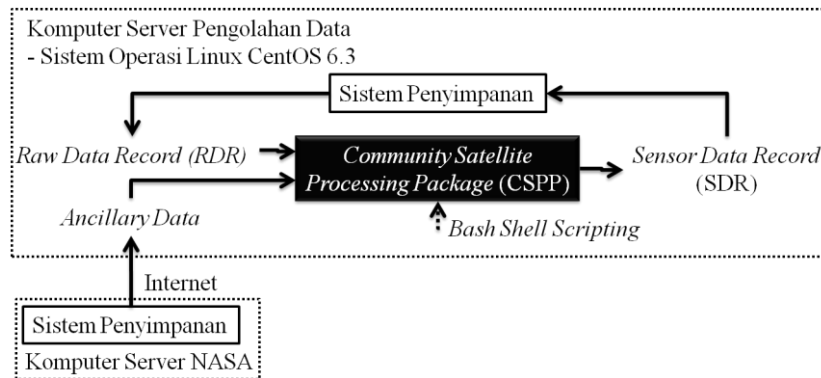 Komputer Server Pengolahan Data
- Sistem Operasi Linux CentOS 6.3
Sistem Penyimpanan
Raw Data Record (RDR)
Community Satellite
Processing Package (CSPP)
Sensor Data Record
(SDR)
Ancillary Data
Bash Shell Scripting
Internet
Sistem Penyimpanan
Komputer Server NASA